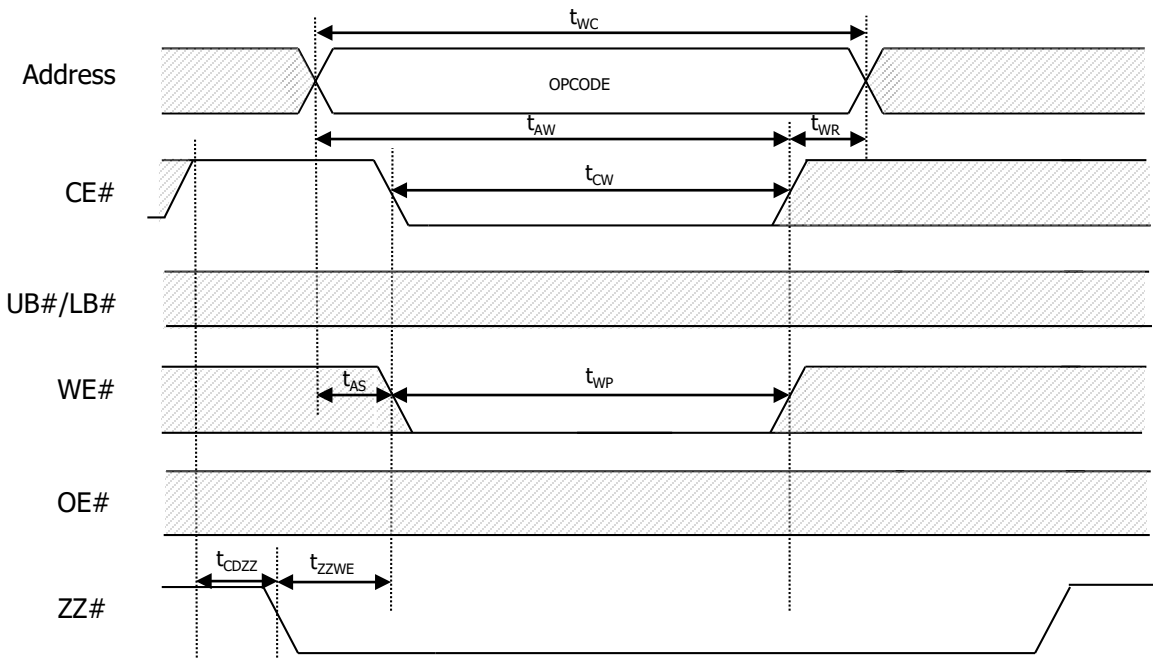 tWC
Address
OPCODE
tAW
tWR
CE#
tCW
UB#/LB#
WE#
tAS
tWP
OE#
tCDZZ
tZZWE
ZZ#